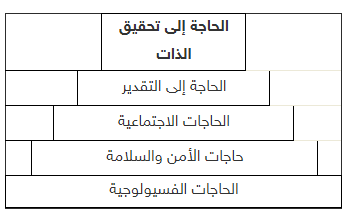 الحاجة إلى تحقيق
الذات
الحاجة إلى التقدير
الحاجات الاجتماعية
حاجات الأمن والسلامة
الحاجات الفسيولوجية